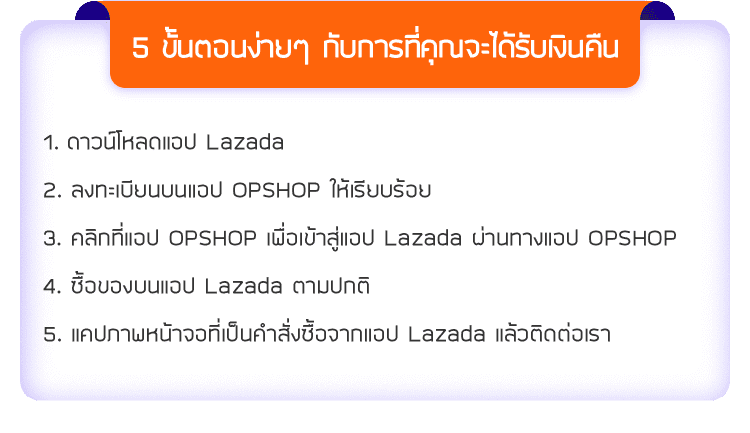 5 ขั้นตอนง่ายๆ กับการที่คุณจะได้รับเงินคืน
1. ดาวน์โหลดแอป Lazada
2. ลงทะเบียนบนแอป OPSHOP ให้เรียบร้อย
3. คลิกที่แอป OPSHOP เพื่อเข้าสู่แอป Lazada ผ่านทางแอป OPSHOP
4. ซื้อของบนแอป Lazada ตามปกติ
5. แคปภาพหน้าจอที่เป็นคำสั่งซื้อจากแอป Lazada แล้วติดต่อเรา